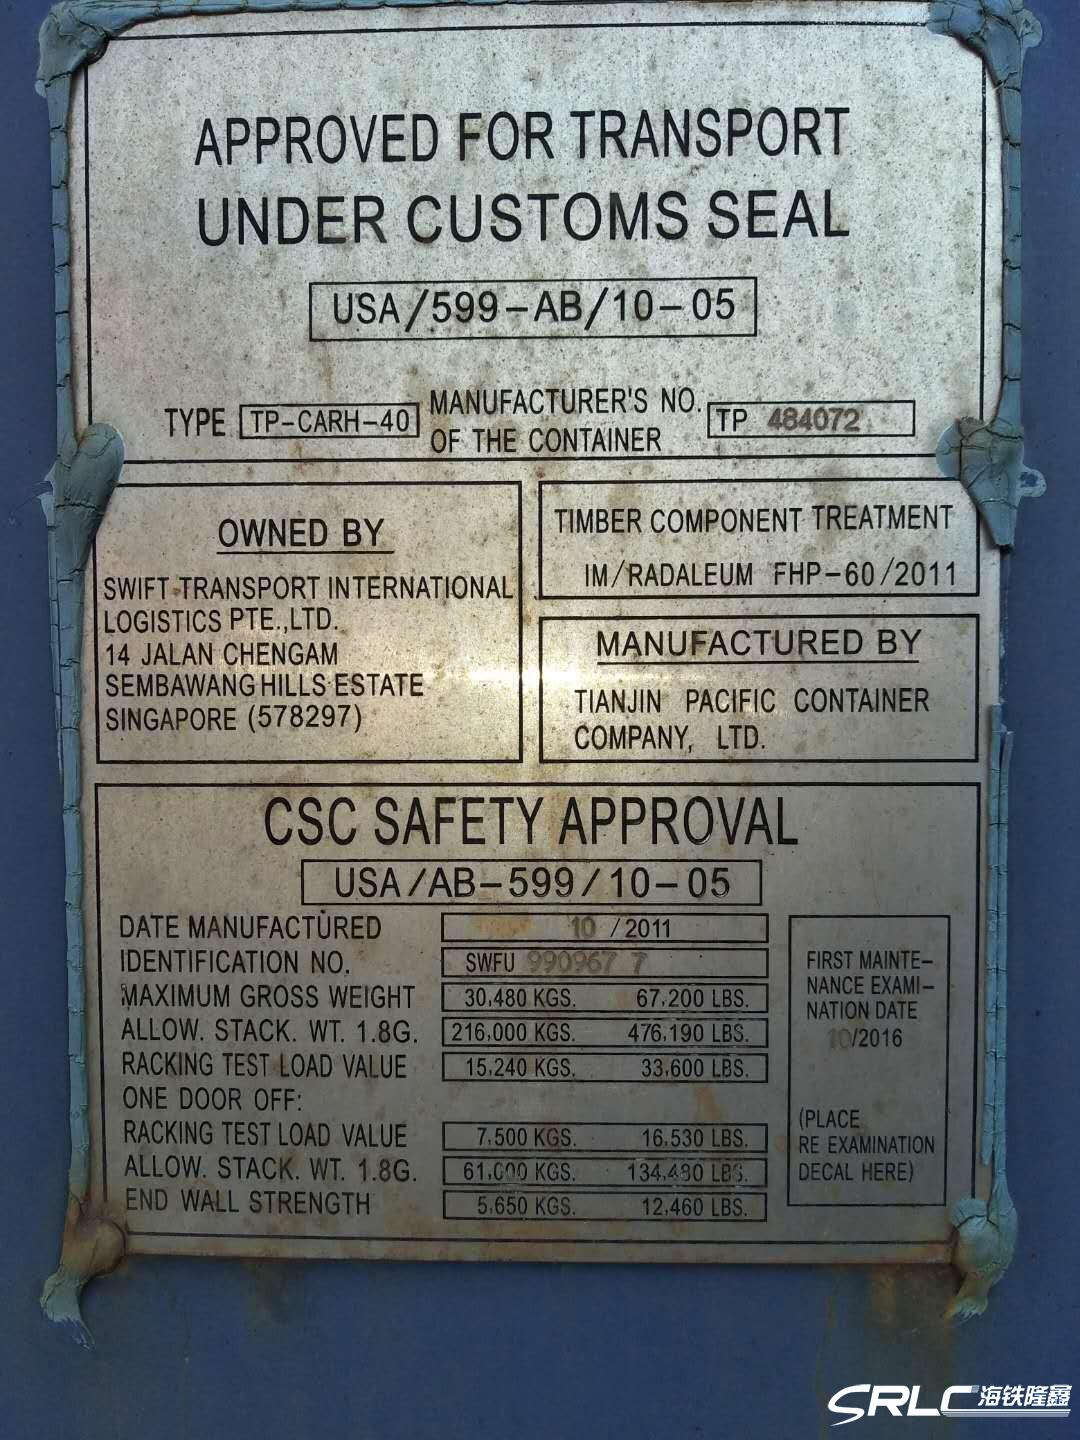 APPROVED FOR TRANSPORT
UNDER CUSTOMS SEAL
USA/599-AB/10-05
TYPE TP-CARH-40 MANUFACTURER'S NO. OF THE CONTAINER TP 484072
OWNED BY
SWIFT TRANSPORT INTERNATIONAL
LOGISTICS PTE.,LTD.
14 JALAN CHENGAM
SEMBAWANG HILLS ESTATE
SINGAPORE (578297)
TIMBER COMPONENT TREATMENT
IM/RADALEUM FHP-60/2011
MANUFACTURED BY
TIANJIN PACIFIC CONTAINER
COMPANY, LTD.
CSC SAFETY APPROVAL
USA/AB-599/10-05
DATE MANUFACTURED 10/2011
IDENTIFICATION NO. SWFU 990967 7
MAXIMUM GROSS WEIGHT 30,480 KGS. 67,200 LBS.
ALLOW. STACK. WT. 1.8G. 216,000 KGS. 476,190 LBS.
RACKING TEST LOAD VALUE 15,240 KGS. 33,600 LBS.
ONE DOOR OFF:
RACKING TEST LOAD VALUE 7,500 KGS. 16,530 LBS.
ALLOW. STACK. WT. 1.8G. 61,000 KGS. 134,480 LBS.
END WALL STRENGTH 5,650 KGS. 12,460 LBS.
FIRST MAINTE-
NANCE EXAMI-
NATION DATE
10/2016
(PLACE
RE EXAMINATION
DECAL HERE)
SRLC 海铁隆鑫